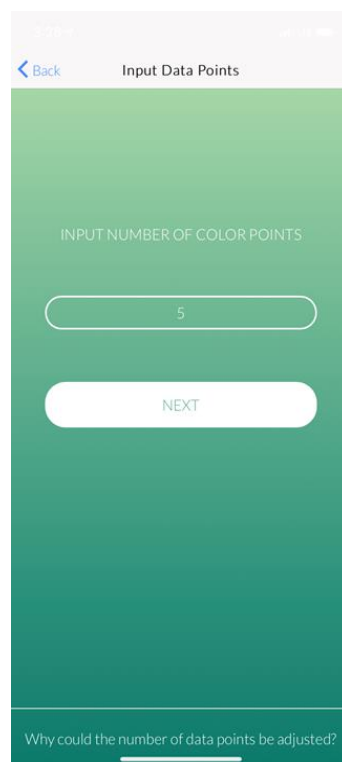 Back
Input Data Points
INPUT NUMBER OF COLOR POINTS
5
NEXT
Why could the number of data points be adjusted?